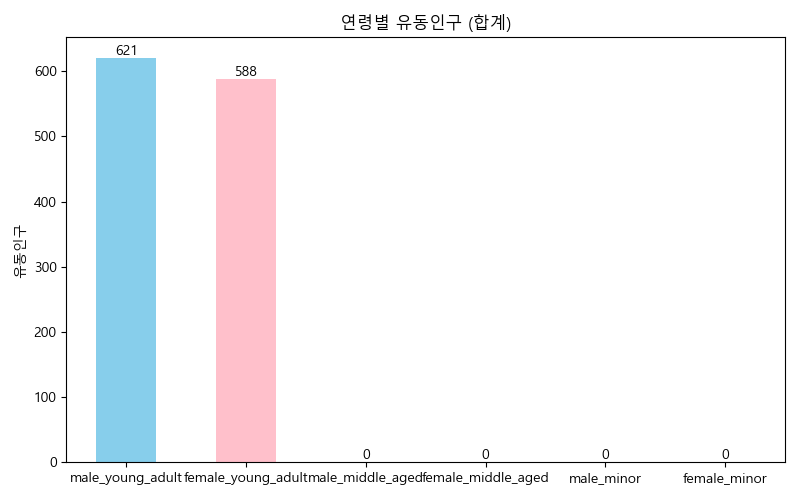 연령별 유동인구 (합계)
유동인구
600
500
400
300
200
100
0
621
588
0
0
0
0
male_young_adult
female_young_adult
male_middle_aged
female_middle_aged
male_minor
female_minor